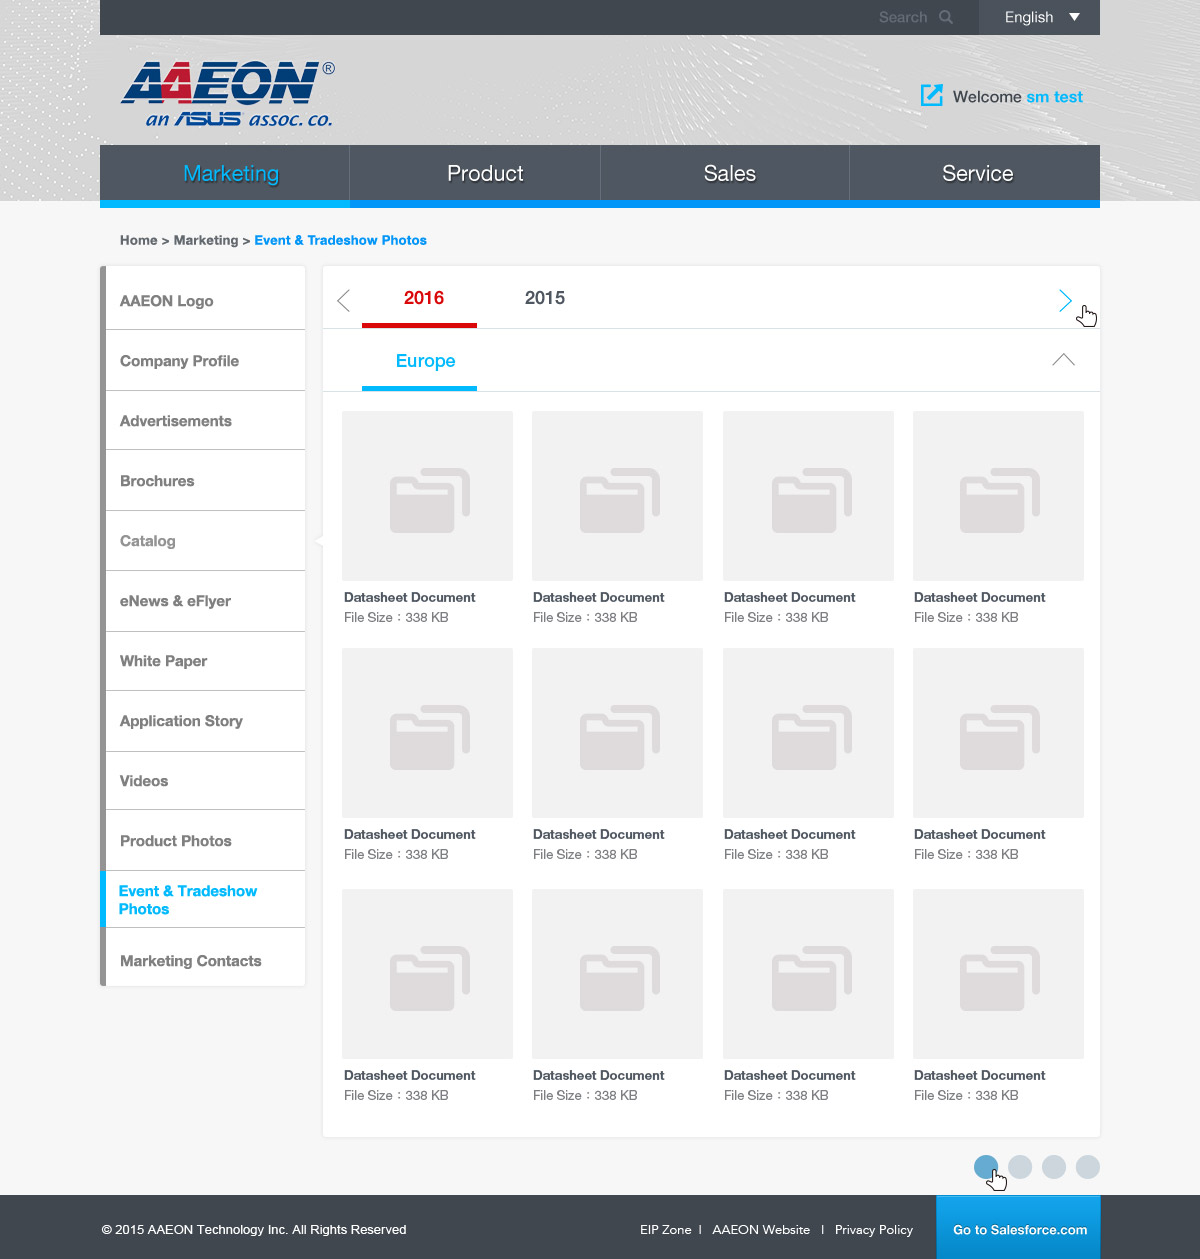 Search
English
AAEON®
an ASUS assoc. co.
Welcome sm test
Marketing
Product
Sales
Service
Home > Marketing > Event & Tradeshow Photos
AAEON Logo
Company Profile
Advertisements
Brochures
Catalog
eNews & eFlyer
White Paper
Application Story
Videos
Product Photos
Event & Tradeshow
Photos
Marketing Contacts
2016
2015
Europe
Datasheet Document
File Size：338 KB
Datasheet Document
File Size：338 KB
Datasheet Document
File Size：338 KB
Datasheet Document
File Size：338 KB
Datasheet Document
File Size：338 KB
Datasheet Document
File Size：338 KB
Datasheet Document
File Size：338 KB
Datasheet Document
File Size：338 KB
Datasheet Document
File Size：338 KB
Datasheet Document
File Size：338 KB
Datasheet Document
File Size：338 KB
Datasheet Document
File Size：338 KB
© 2015 AAEON Technology Inc. All Rights Reserved
EIP Zone | AAEON Website | Privacy Policy
Go to Salesforce.com